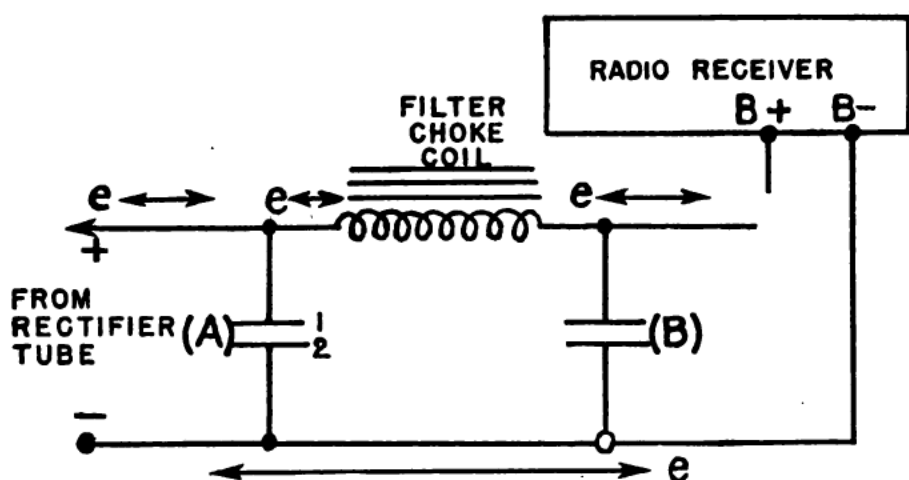 RADIO RECEIVER
B+ B-
FILTER
CHOKE
COIL
e
e
e
+
FROM
RECTIFIER
TUBE
(A)
1
2
(B)
-
e